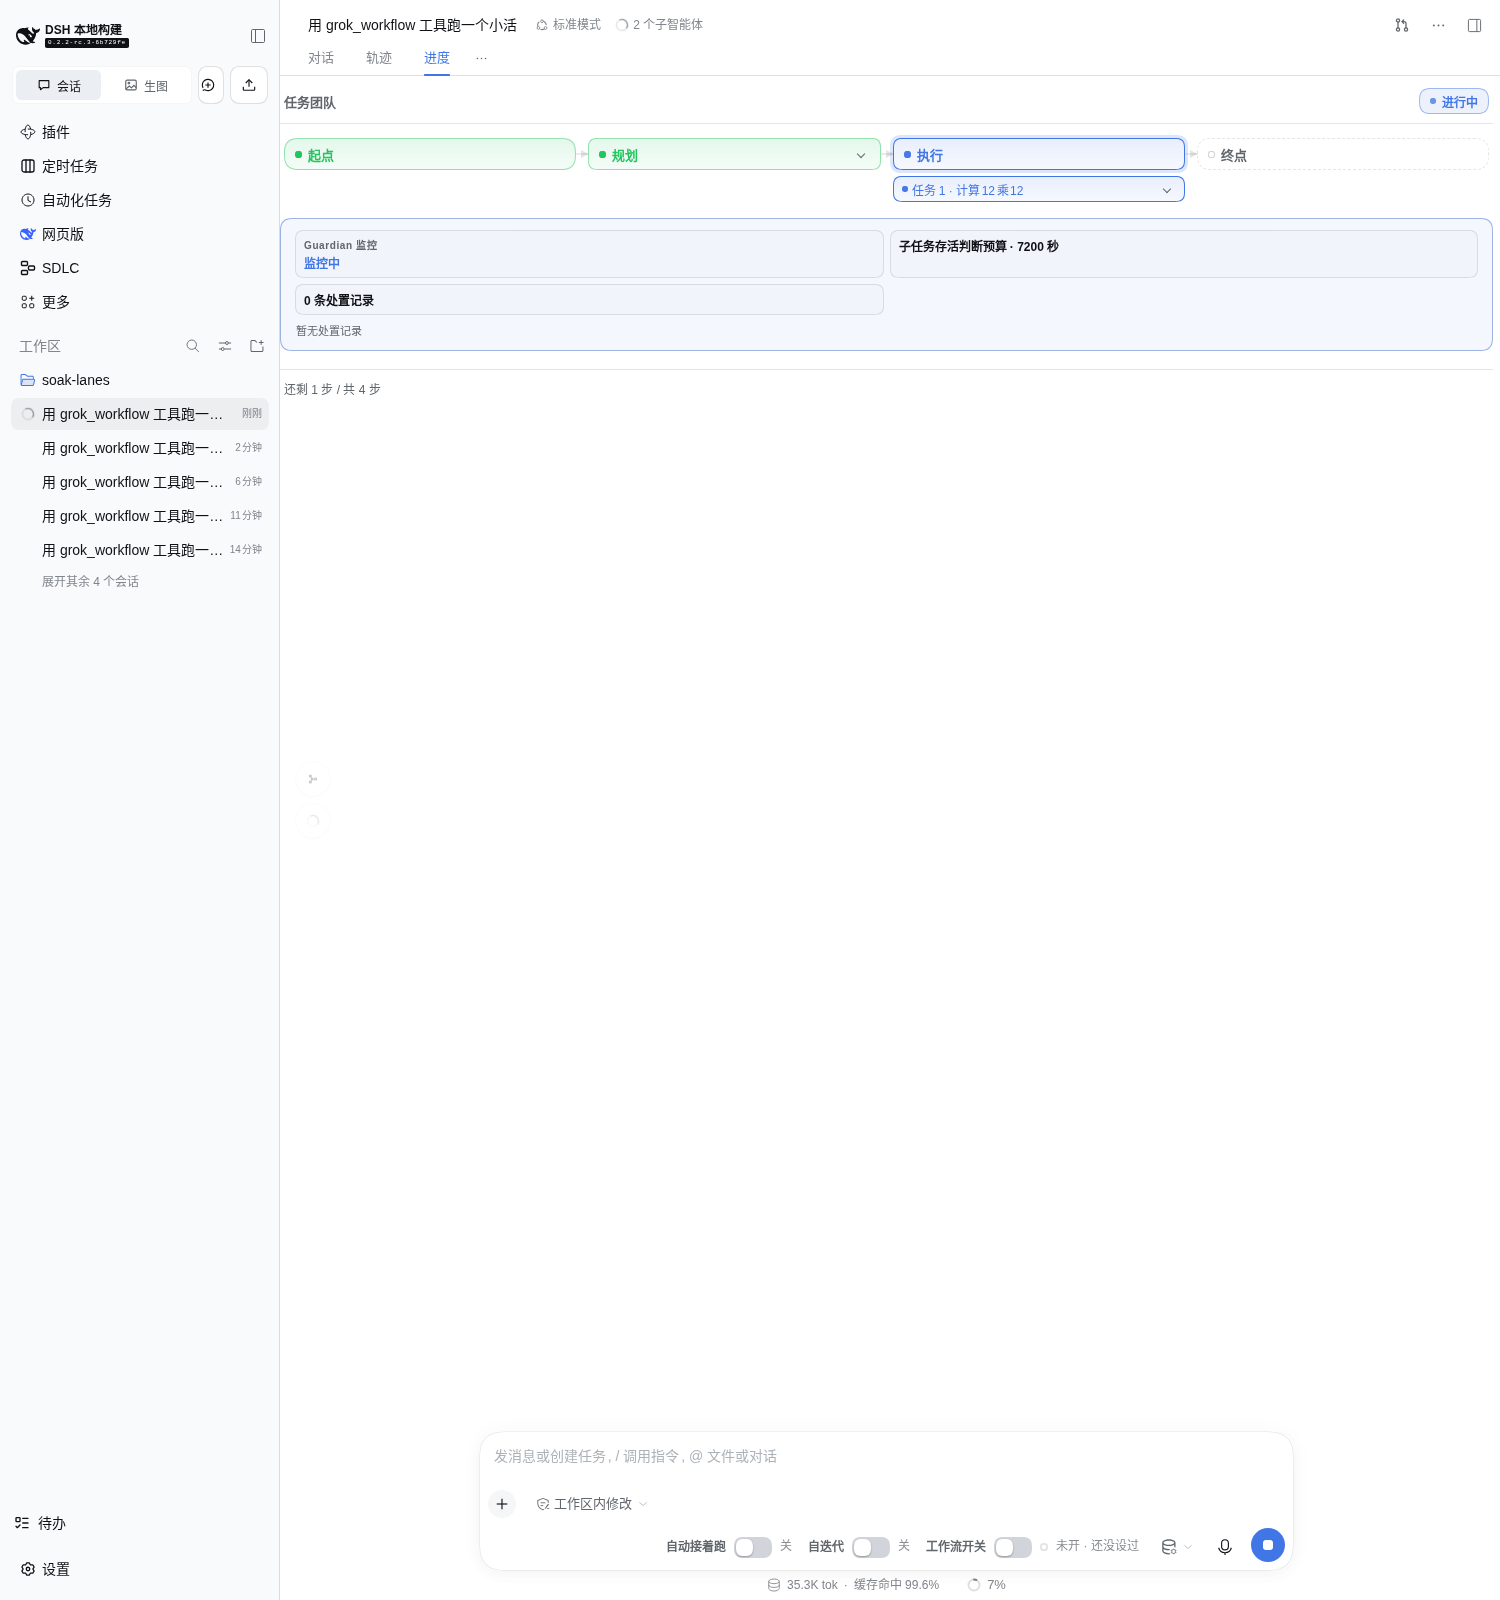 DSH 本地构建
0.2.2-rc.3-6b729fe
会话
生图
插件
定时任务
自动化任务
网页版
SDLC
更多
工作区
soak-lanes
用 grok_workflow 工具跑一… 刚刚
用 grok_workflow 工具跑一… 2分钟
用 grok_workflow 工具跑一… 6分钟
用 grok_workflow 工具跑一… 11分钟
用 grok_workflow 工具跑一… 14分钟
展开其余 4 个会话
待办
设置
用 grok_workflow 工具跑一个小活 标准模式 2 个子智能体
对话 轨迹 进度 …
任务团队 进行中
起点 规划 执行 终点
任务 1 · 计算12乘12
Guardian 监控
监控中
子任务存活判断预算 · 7200 秒
0 条处置记录
暂无处置记录
还剩 1 步 / 共 4 步
发消息或创建任务, / 调用指令, @ 文件或对话
工作区内修改
自动接着跑 关 自迭代 关 工作流开关 未开 · 还没设过
35.3K tok · 缓存命中 99.6% 7%